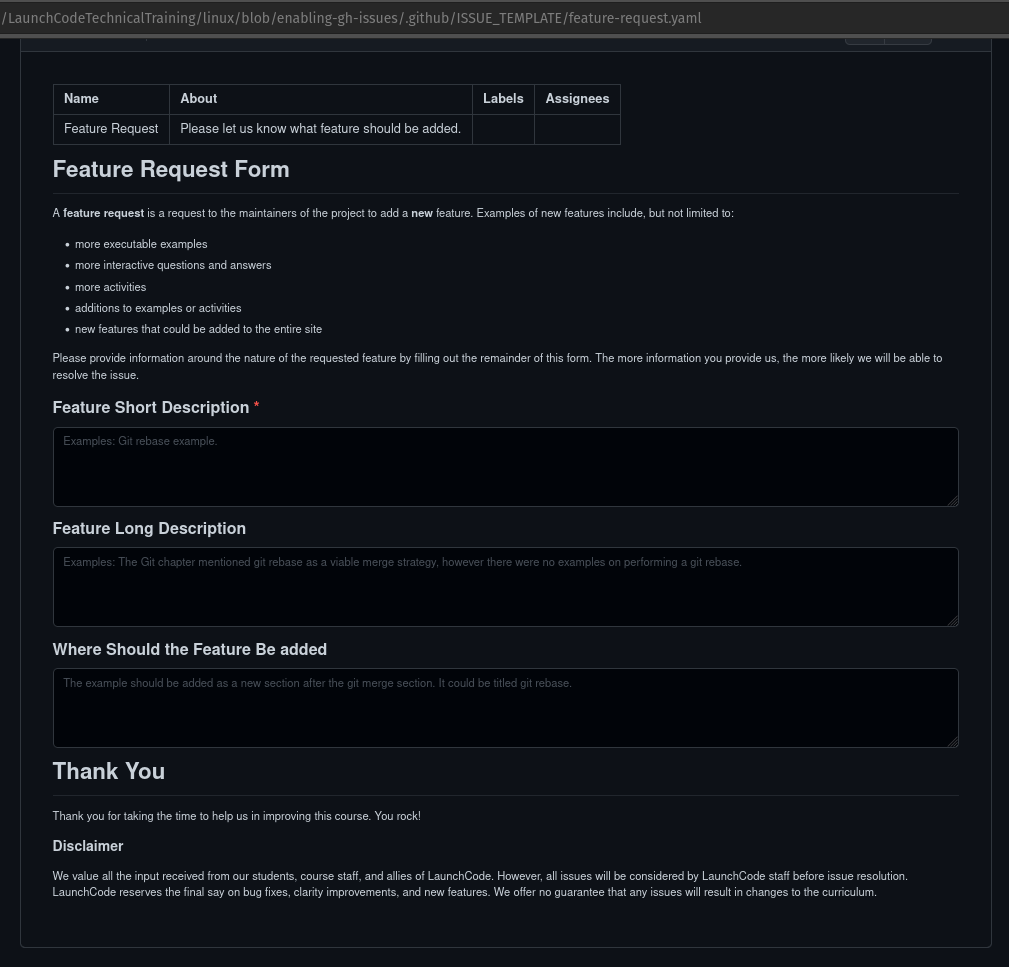 /LaunchCodeTechnicalTraining/linux/blob/enabling-gh-issues/.github/ISSUE_TEMPLATE/feature-request.yaml
Name About Labels Assignees
Feature Request Please let us know what feature should be added.
Feature Request Form
A feature request is a request to the maintainers of the project to add a new feature. Examples of new features include, but not limited to:
• more executable examples
• more interactive questions and answers
• more activities
• additions to examples or activities
• new features that could be added to the entire site
Please provide information around the nature of the requested feature by filling out the remainder of this form. The more information you provide us, the more likely we will be able to
resolve the issue.
Feature Short Description *
Examples: Git rebase example.
Feature Long Description
Examples: The Git chapter mentioned git rebase as a viable merge strategy, however there were no examples on performing a git rebase.
Where Should the Feature Be added
The example should be added as a new section after the git merge section. It could be titled git rebase.
Thank You
Thank you for taking the time to help us in improving this course. You rock!
Disclaimer
We value all the input received from our students, course staff, and allies of LaunchCode. However, all issues will be considered by LaunchCode staff before issue resolution.
LaunchCode reserves the final say on bug fixes, clarity improvements, and new features. We offer no guarantee that any issues will result in changes to the curriculum.